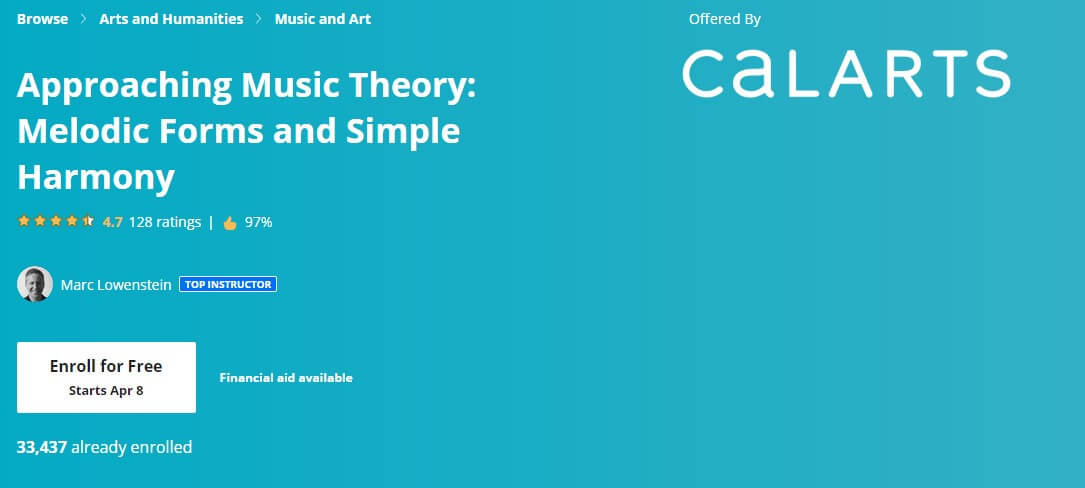 Browse > Arts and Humanities > Music and Art
Offered By
CaLARTS
Approaching Music Theory:
Melodic Forms and Simple
Harmony
4.7 128 ratings | 97%
Marc Lowenstein TOP INSTRUCTOR
Enroll for Free
Starts Apr 8
Financial aid available
33,437 already enrolled